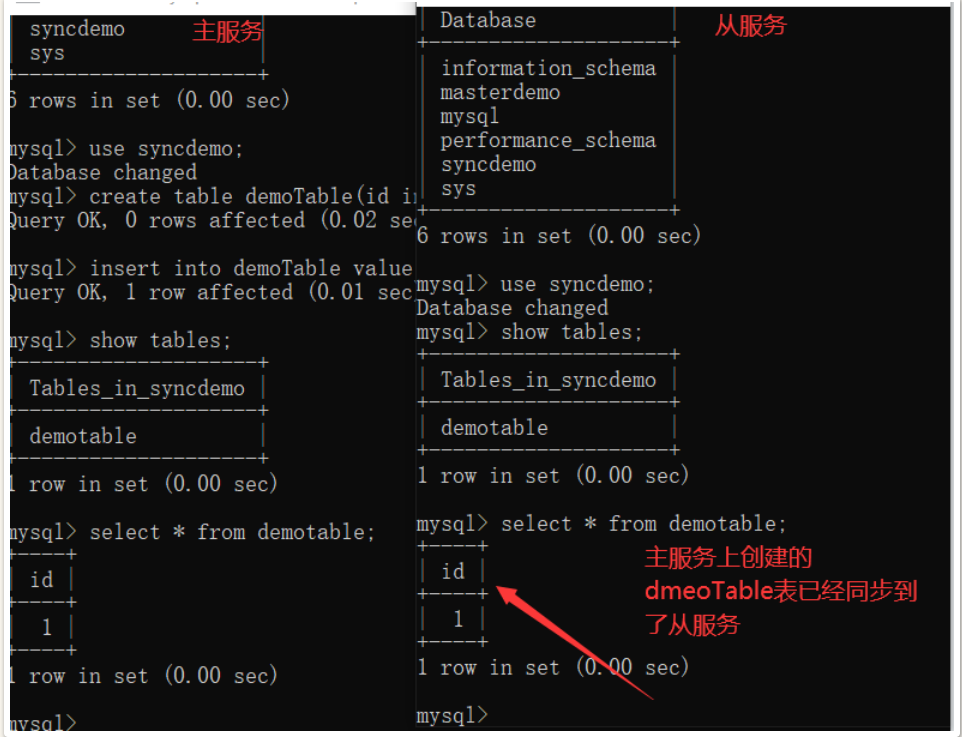 syncdemo
sys
6 rows in set (0.00 sec)
mysql> use syncdemo;
Database changed
mysql> create table demoTable(id in
Query OK, 0 rows affected (0.02 se
mysql> insert into demoTable value
Query OK, 1 row affected (0.01 sec
mysql> show tables;
Tables_in_syncdemo
demotable
1 row in set (0.00 sec)
mysql> select * from demotable;
id
1
1 row in set (0.00 sec)
mysql>
主服务
Database
information_schema
masterdemo
mysql
performance_schema
syncdemo
sys
6 rows in set (0.00 sec)
mysql> use syncdemo;
Database changed
mysql> show tables;
Tables_in_syncdemo
demotable
1 row in set (0.00 sec)
mysql> select * from demotable;
id
1
1 row in set (0.00 sec)
mysql>
从服务
主服务上创建的
dmeoTable表已经同步到
了从服务